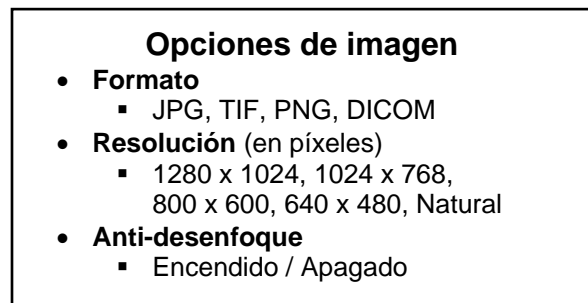 Opciones de imagen
• Formato
▪ JPG, TIF, PNG, DICOM
• Resolución (en píxeles)
▪ 1280 x 1024, 1024 x 768,
800 x 600, 640 x 480, Natural
• Anti-desenfoque
▪ Encendido / Apagado